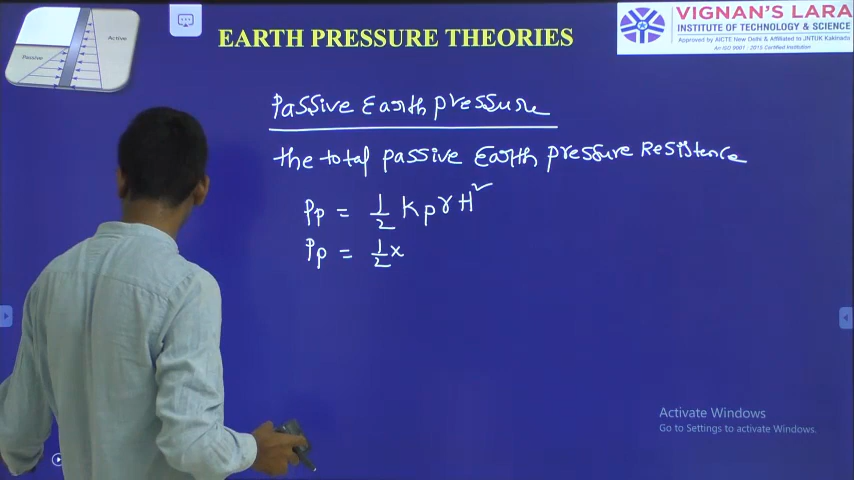 Passive
Active
EARTH PRESSURE THEORIES
VIGNAN'S LARA
INSTITUTE OF TECHNOLOGY & SCIENCE
Approved by AICTE New Delhi & Affiliated to JNTUK Kakinada
An ISO 9001 : 2015 Certified Institution
Passive Earth pressure
the total passive Earth pressure Resistence
Pp = 1/2 Kp γ H²
Pp = 1/2 x
Activate Windows
Go to Settings to activate Windows.